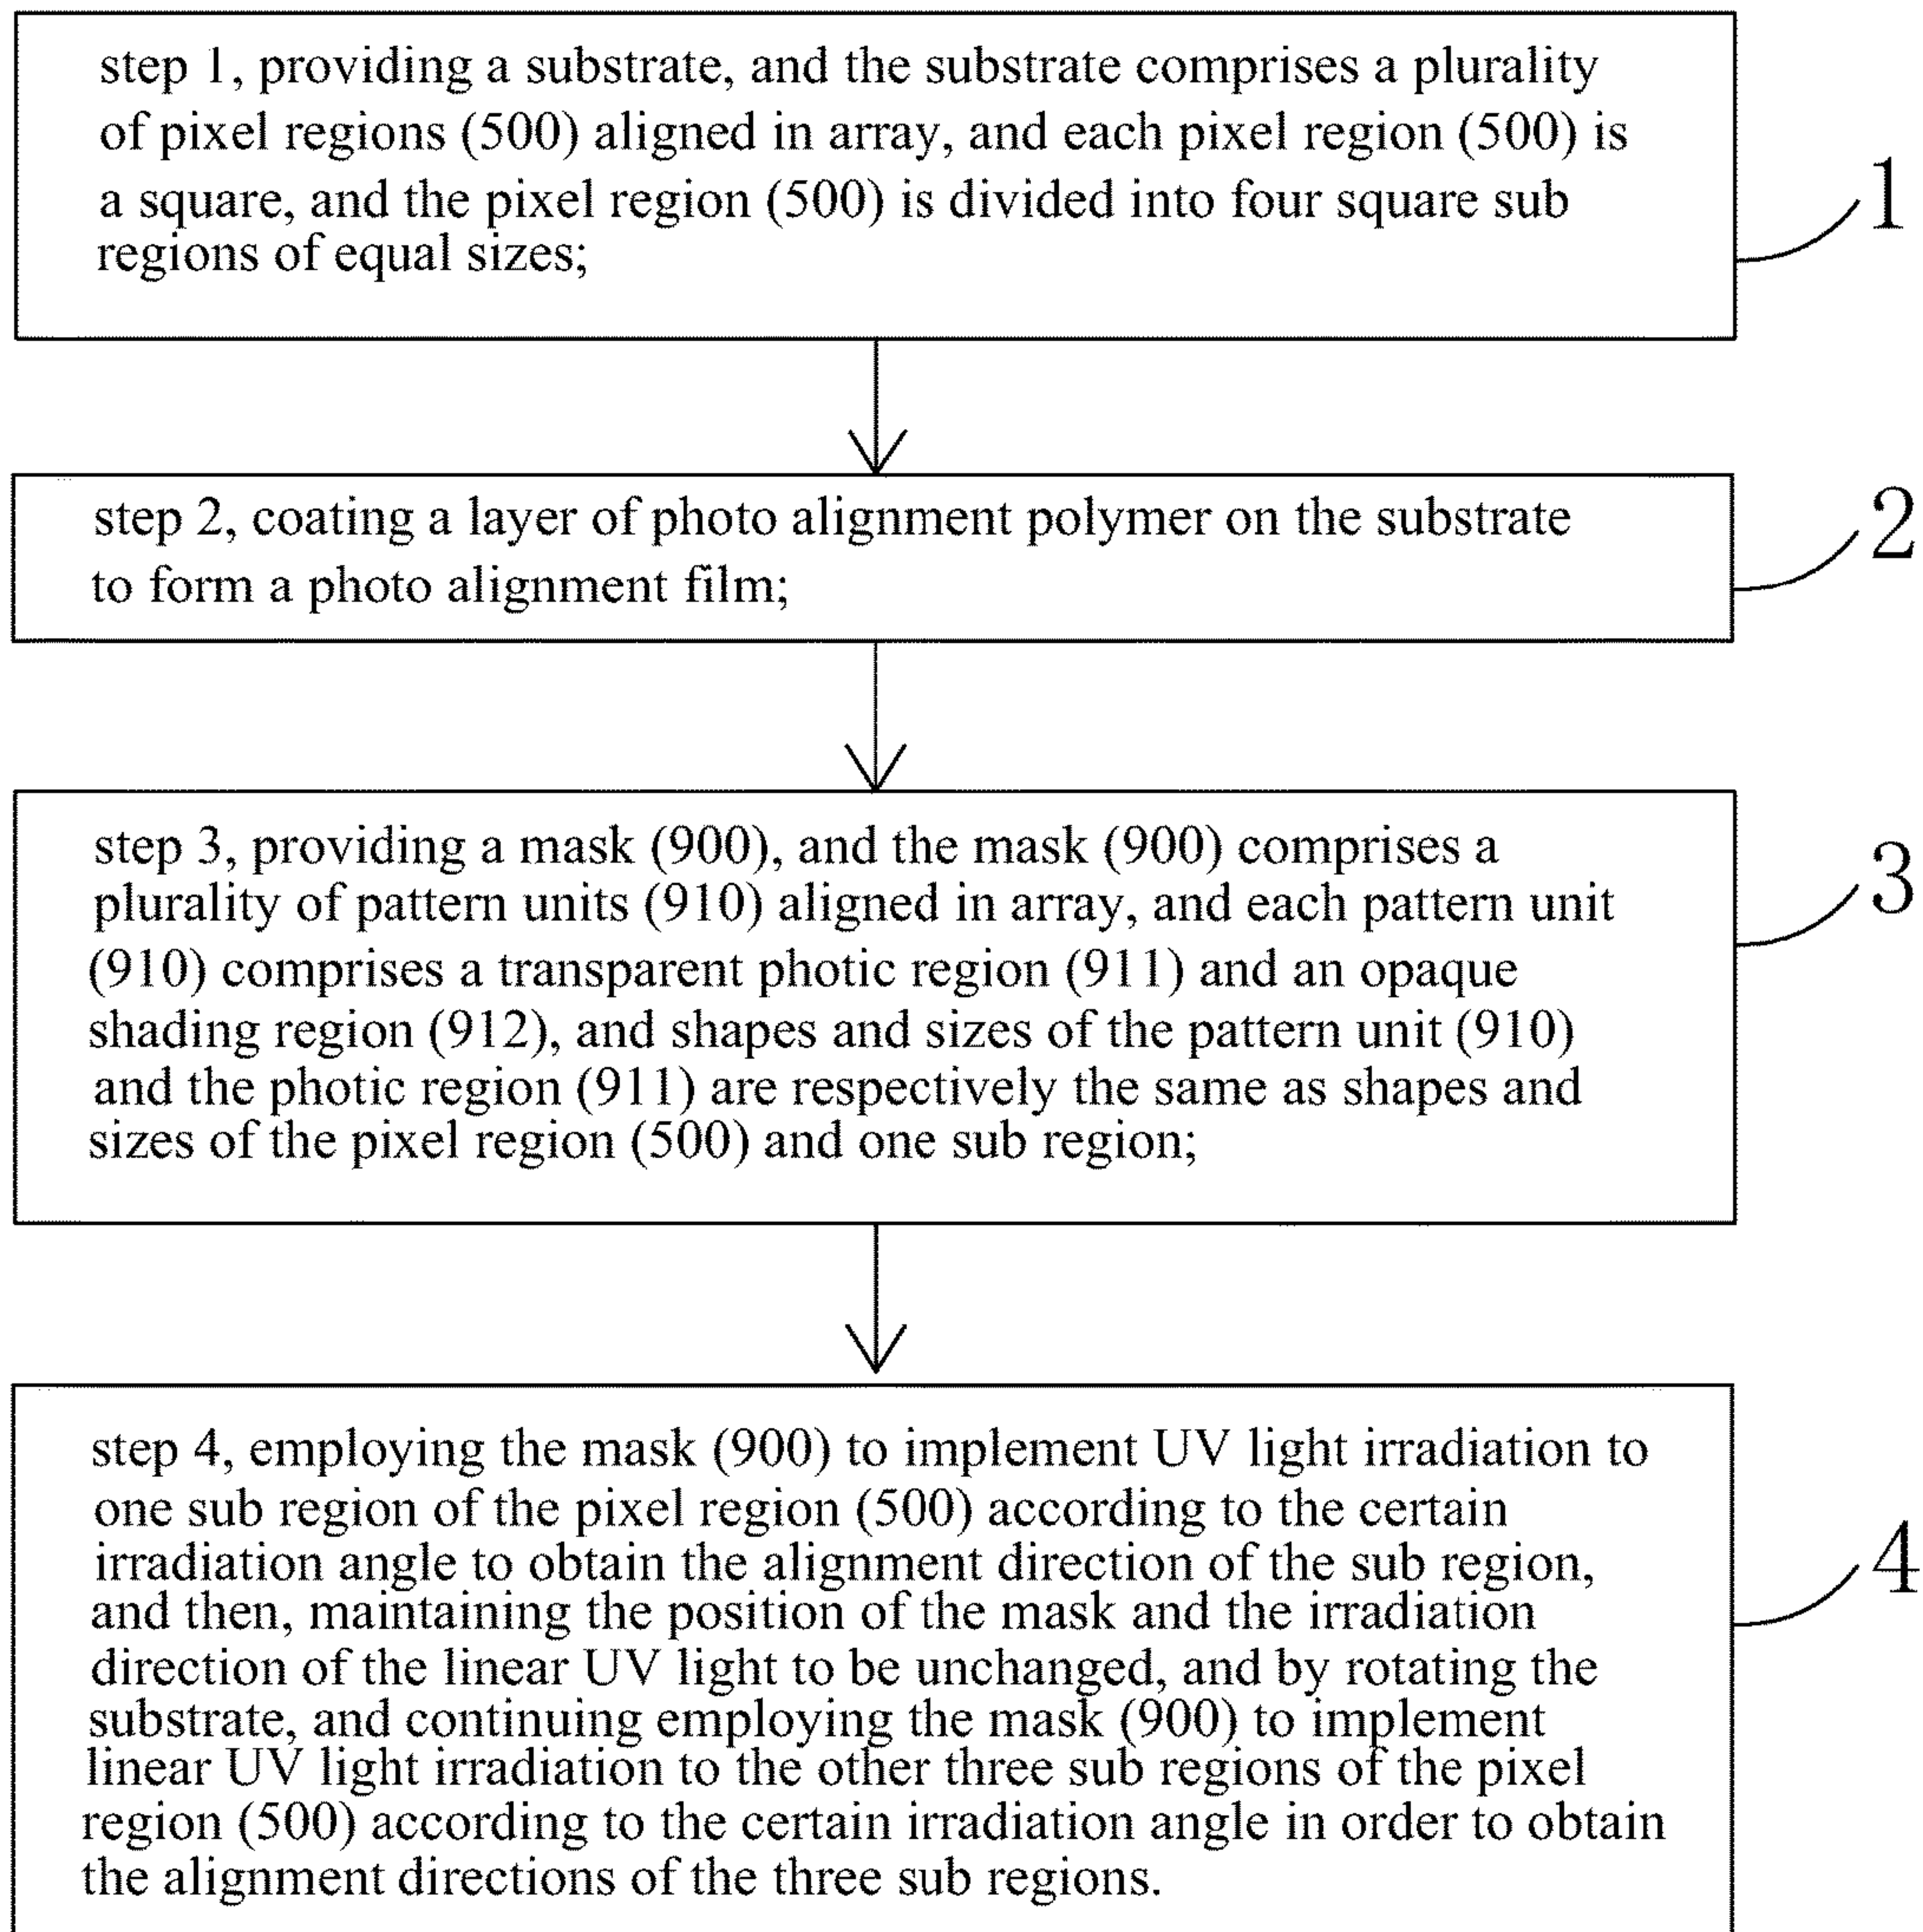 step 1, providing a substrate, and the substrate comprises a plurality
of pixel regions (500) aligned in array, and each pixel region (500) is
a square, and the pixel region (500) is divided into four square sub
regions of equal sizes;
1
step 2, coating a layer of photo alignment polymer on the substrate
to form a photo alignment film;
2
step 3, providing a mask (900), and the mask (900) comprises a
plurality of pattern units (910) aligned in array, and each pattern unit
(910) comprises a transparent photic region (911) and an opaque
shading region (912), and shapes and sizes of the pattern unit (910)
and the photic region (911) are respectively the same as shapes and
sizes of the pixel region (500) and one sub region;
3
step 4, employing the mask (900) to implement UV light irradiation to
one sub region of the pixel region (500) according to the certain
irradiation angle to obtain the alignment direction of the sub region,
and then, maintaining the position of the mask and the irradiation
direction of the linear UV light to be unchanged, and by rotating the
substrate, and continuing employing the mask (900) to implement
linear UV light irradiation to the other three sub regions of the pixel
region (500) according to the certain irradiation angle in order to obtain
the alignment directions of the three sub regions.
4